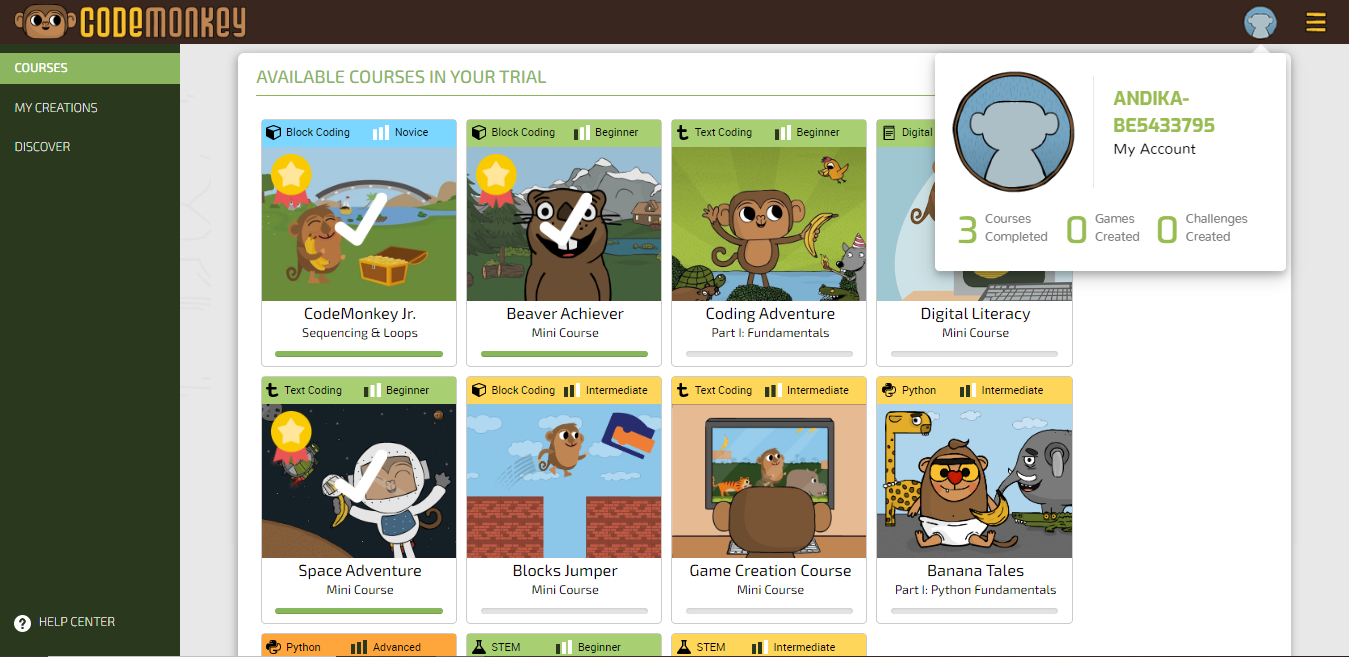 CODEMONKEY
COURSES
MY CREATIONS
DISCOVER
HELP CENTER
AVAILABLE COURSES IN YOUR TRIAL
ANDIKA-
BE5433795
My Account
3 Courses Completed
0 Games Created
0 Challenges Created
Block Coding Novice
CodeMonkey Jr.
Sequencing & Loops
Block Coding Beginner
Beaver Achiever
Mini Course
Text Coding Beginner
Coding Adventure
Part I: Fundamentals
Digital
Digital Literacy
Mini Course
Text Coding Beginner
Space Adventure
Mini Course
Block Coding Intermediate
Blocks Jumper
Mini Course
Text Coding Intermediate
Game Creation Course
Mini Course
Python Intermediate
Banana Tales
Part I: Python Fundamentals
Python Advanced
STEM Beginner
STEM Intermediate